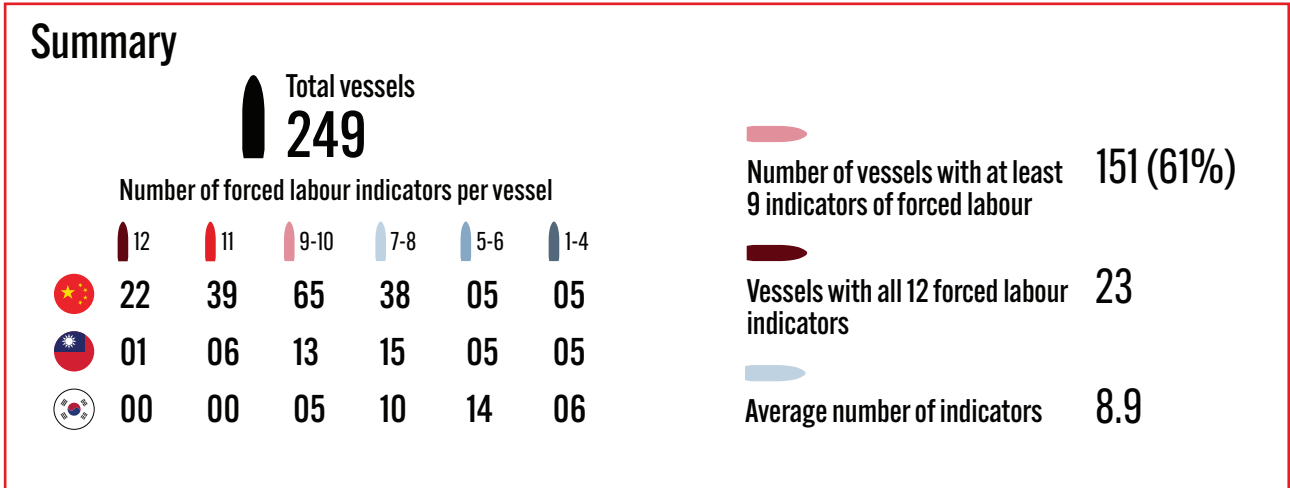 Summary
Total vessels
249
Number of forced labour indicators per vessel
12 11 9-10 7-8 5-6 1-4
22 39 65 38 05 05
01 06 13 15 05 05
00 00 05 10 14 06
Number of vessels with at least
9 indicators of forced labour
151 (61%)
Vessels with all 12 forced labour
indicators
23
Average number of indicators
8.9